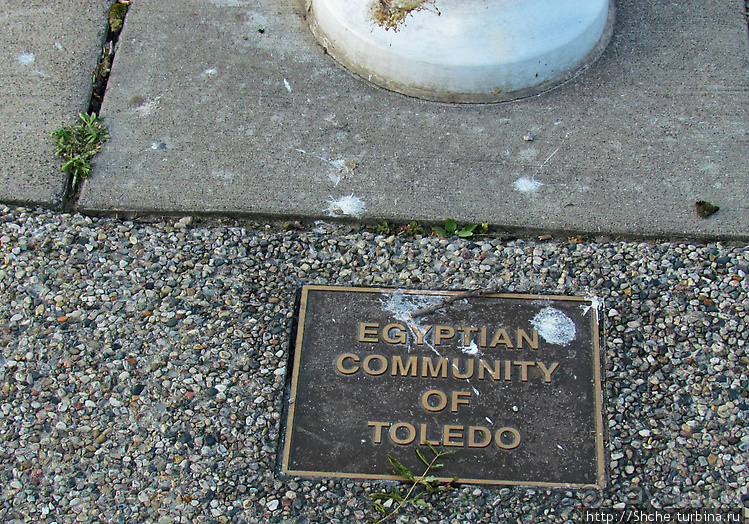 EGYPTIAN
COMMUNITY
OF
TOLEDO
http://Shche.turbina.ru